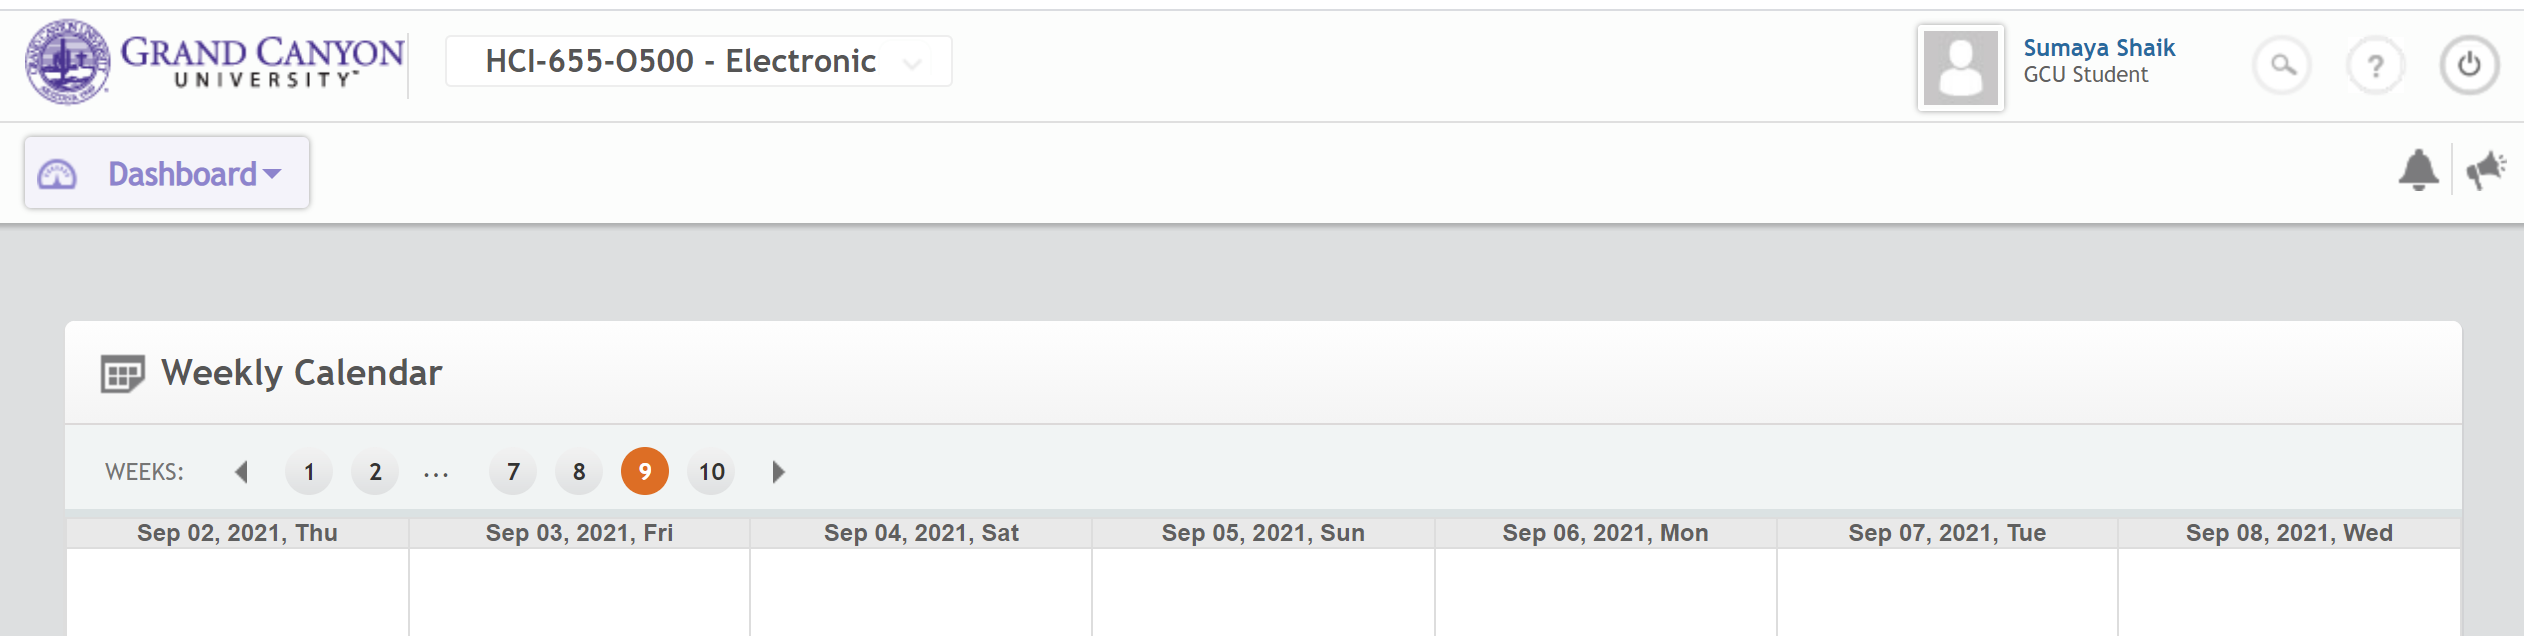 GRAND CANYON
UNIVERSITY
HCI-655-O500 - Electronic
Sumaya Shaik
GCU Student
?
Dashboard
Weekly Calendar
WEEKS: 1 2 ... 7 8 9 10
Sep 02, 2021, Thu Sep 03, 2021, Fri Sep 04, 2021, Sat Sep 05, 2021, Sun Sep 06, 2021, Mon Sep 07, 2021, Tue Sep 08, 2021, Wed